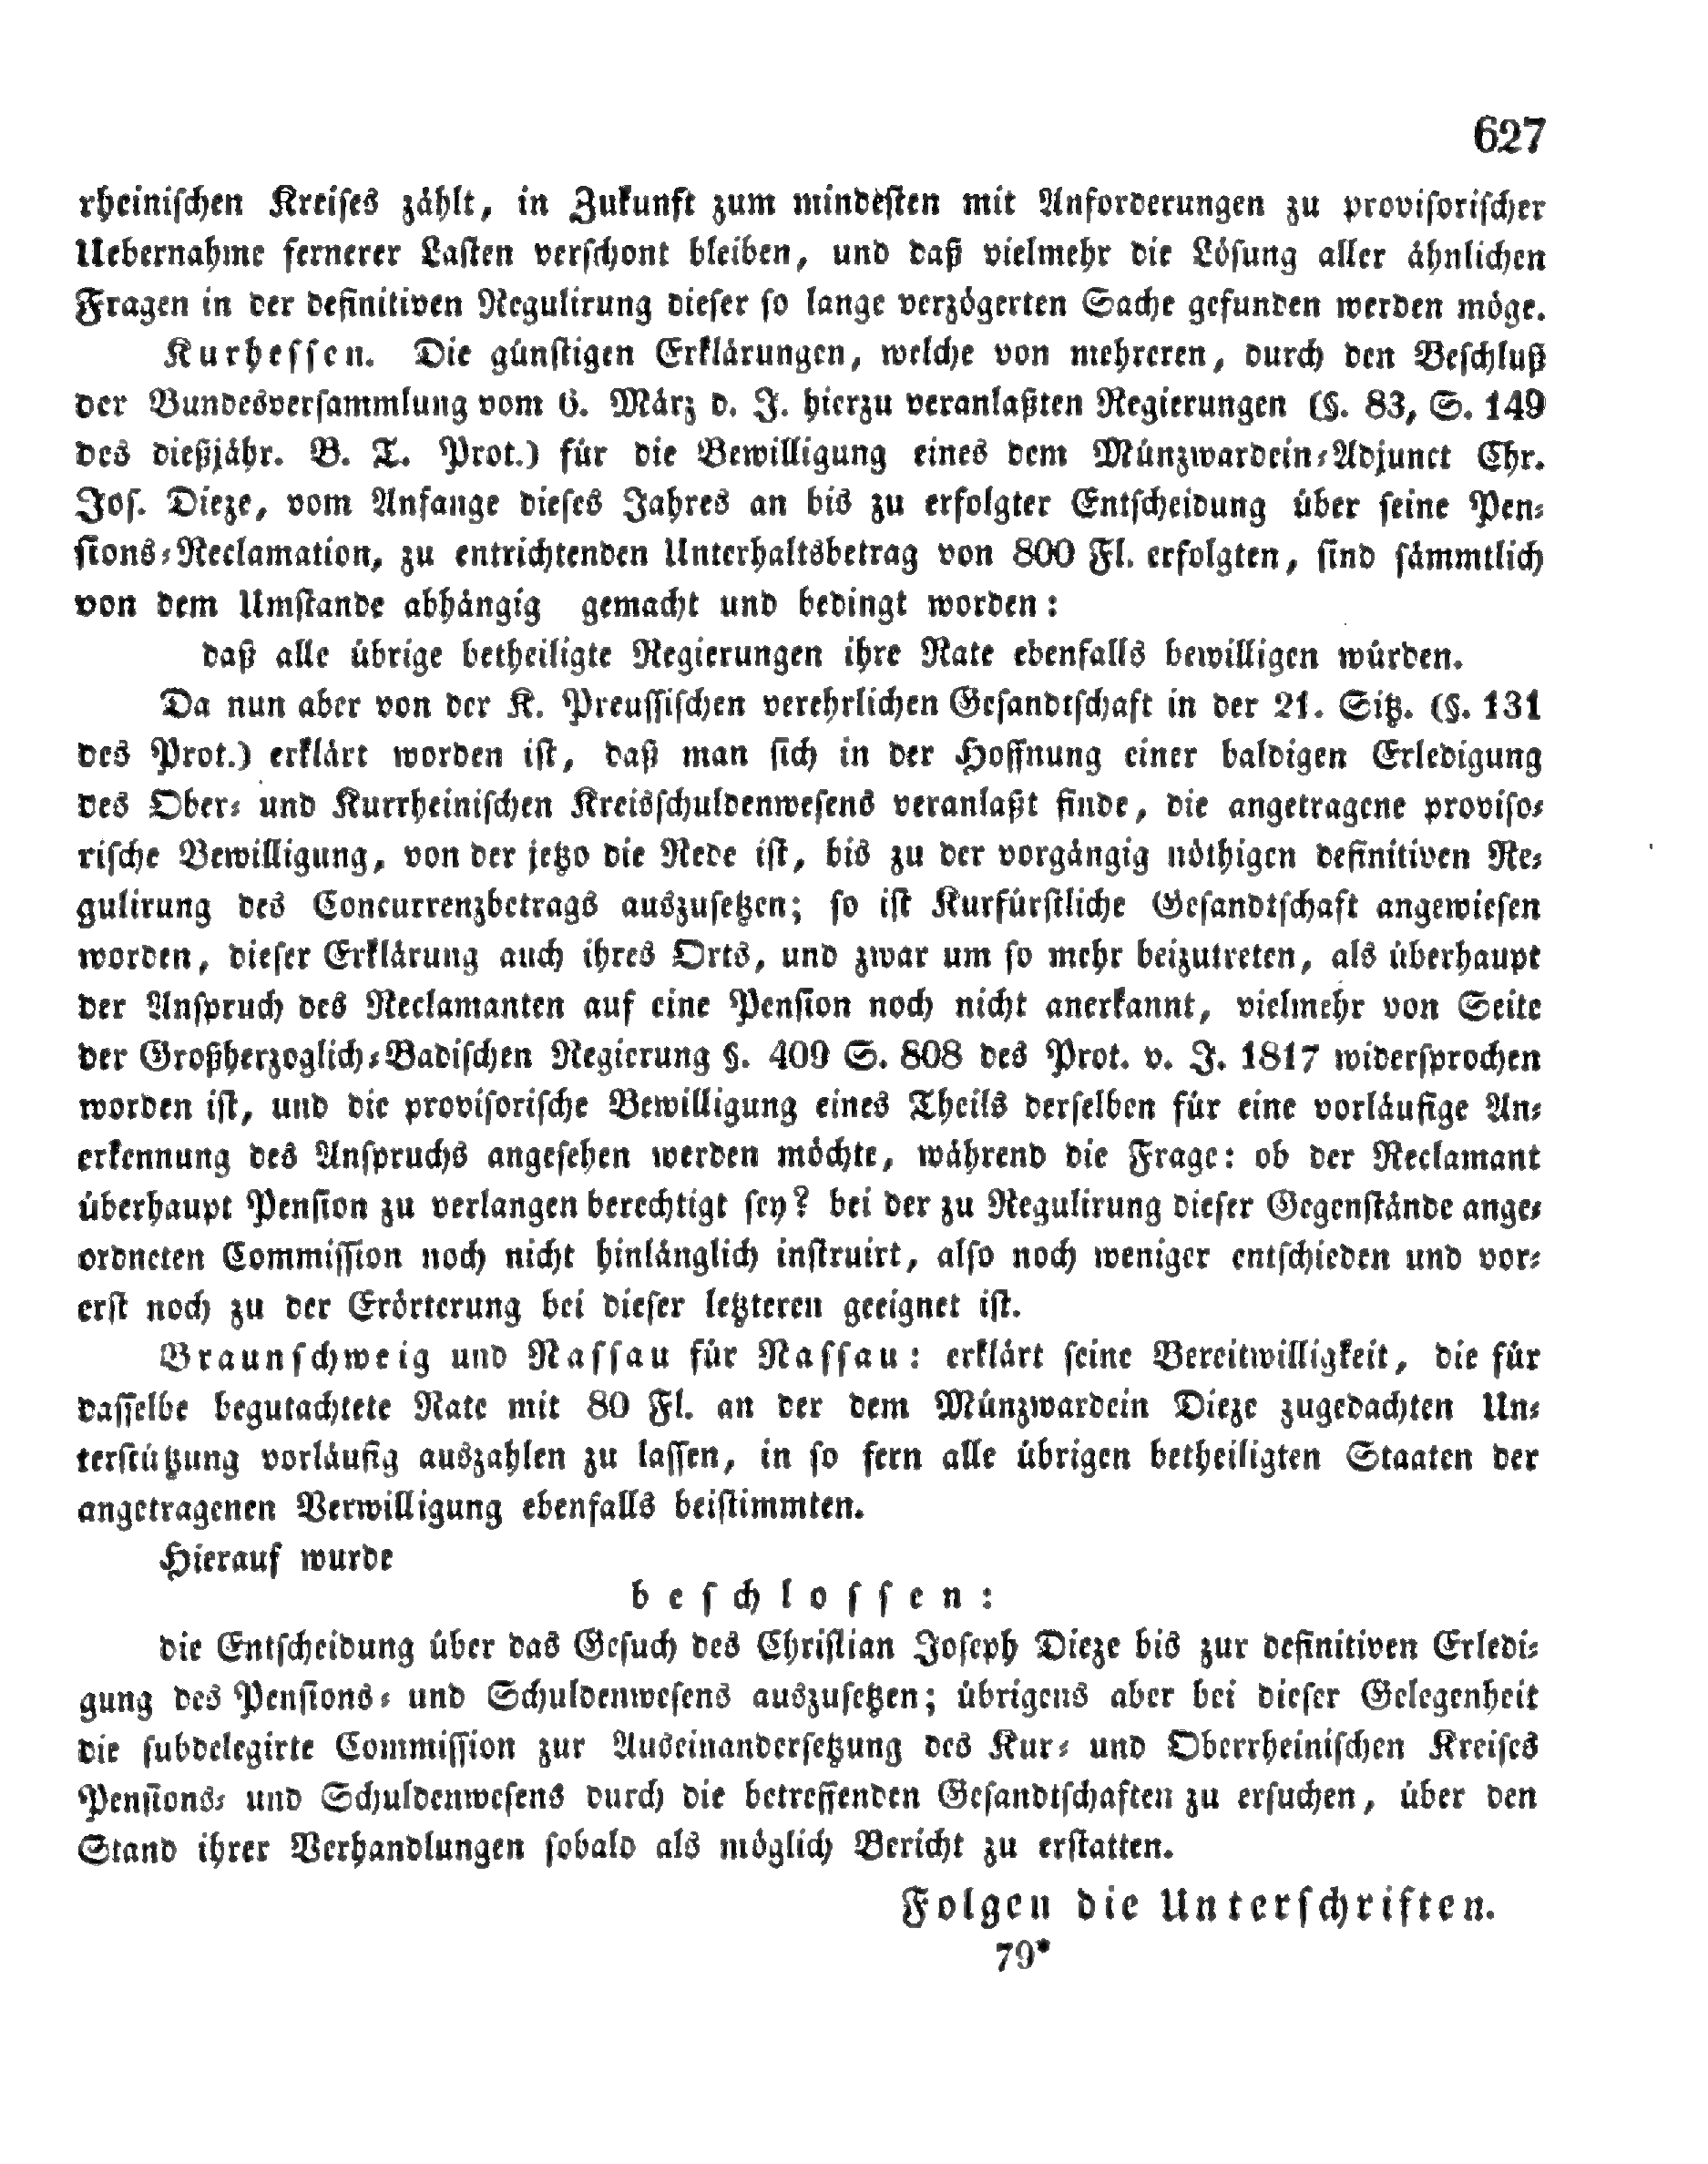 627
rheinischen Kreises zählt, in Zukunft zum mindesten mit Anforderungen zu provisorischer
Uebernahme fernerer Lasten verschont bleiben, und daß vielmehr die Lösung aller ähnlichen
Fragen in der definitiven Regulirung dieser so lange verzögerten Sache gefunden werden möge.
Kurhessen. Die günstigen Erklärungen, welche von mehreren, durch den Beschluß
der Bundesversammlung vom 6. März d. J. hierzu veranlaßten Regierungen (§. 83, S. 149
des dießjähr. B. T. Prot.) für die Bewilligung eines dem Münzwardein-Adjunct Chr.
Jos. Dieze, vom Anfange dieses Jahres an bis zu erfolgter Entscheidung über seine Pen-
sions-Reclamation, zu entrichtenden Unterhaltsbetrag von 800 Fl. erfolgten, sind sämmtlich
von dem Umstande abhängig gemacht und bedingt worden:
daß alle übrige betheiligte Regierungen ihre Rate ebenfalls bewilligen würden.
Da nun aber von der K. Preussischen verehrlichen Gesandtschaft in der 21. Sitz. (§. 131
des Prot.) erklärt worden ist, daß man sich in der Hoffnung einer baldigen Erledigung
des Ober- und Kurrheinischen Kreisschuldenwesens veranlaßt finde, die angetragene proviso-
rische Bewilligung, von der jetzo die Rede ist, bis zu der vorgängig nöthigen definitiven Re-
gulirung des Concurrenzbetrags auszusetzen; so ist Kurfürstliche Gesandtschaft angewiesen
worden, dieser Erklärung auch ihres Orts, und zwar um so mehr beizutreten, als überhaupt
der Anspruch des Reclamanten auf eine Pension noch nicht anerkannt, vielmehr von Seite
der Großherzoglich-Badischen Regierung §. 409 S. 808 des Prot. v. J. 1817 widersprochen
worden ist, und die provisorische Bewilligung eines Theils derselben für eine vorläufige An-
erkennung des Anspruchs angesehen werden möchte, während die Frage: ob der Reclamant
überhaupt Pension zu verlangen berechtigt sey? bei der zu Regulirung dieser Gegenstände ange-
ordneten Commission noch nicht hinlänglich instruirt, also noch weniger entschieden und vor-
erst noch zu der Erörterung bei dieser letzteren geeignet ist.
Braunschweig und Nassau für Nassau: erklärt seine Bereitwilligkeit, die für
dasselbe begutachtete Rate mit 80 Fl. an der dem Münzwardein Dieze zugedachten Un-
terstützung vorläufig auszahlen zu lassen, in so fern alle übrigen betheiligten Staaten der
angetragenen Verwilligung ebenfalls beistimmten.
Hierauf wurde
beschlossen:
die Entscheidung über das Gesuch des Christian Joseph Dieze bis zur definitiven Erledi-
gung des Pensions- und Schuldenwesens auszusetzen; übrigens aber bei dieser Gelegenheit
die subdelegirte Commission zur Auseinandersetzung des Kur- und Oberrheinischen Kreises
Pensions- und Schuldenwesens durch die betreffenden Gesandtschaften zu ersuchen, über den
Stand ihrer Verhandlungen sobald als möglich Bericht zu erstatten.
Folgen die Unterschriften.
79*